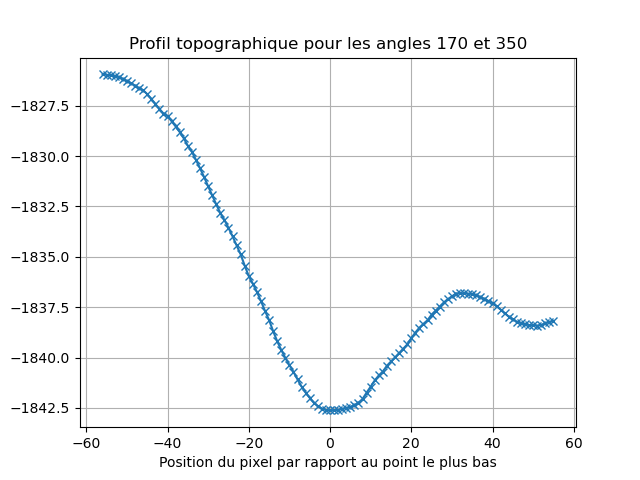 Profil topographique pour les angles 170 et 350
−1827.5
−1830.0
−1832.5
−1835.0
−1837.5
−1840.0
−1842.5
−60 −40 −20 0 20 40 60
Position du pixel par rapport au point le plus bas